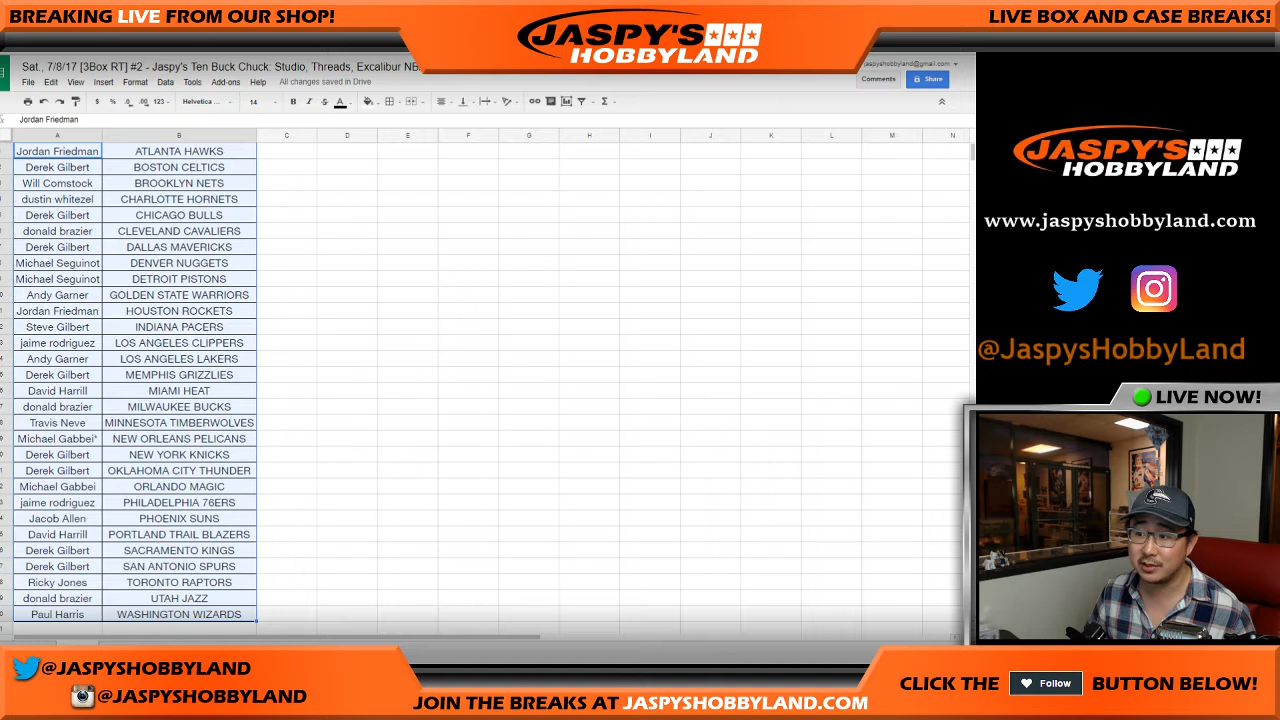 BREAKING LIVE FROM OUR SHOP!
JASPY'S
HOBBYLAND
LIVE BOX AND CASE BREAKS!
Sat., 7/8/17 [3Box RT] #2 - Jaspy's Ten Buck Chuck: Studio, Threads, Excalibur NB
jaspyshobbyland@gmail.com
File Edit View Insert Format Data Tools Add-ons Help All changes saved in Drive
Comments
Share
$ % .0 .00 123 Helvetica ... 14 B I S A
Jordan Friedman
A B C D E F G H I J K L M N
Jordan Friedman ATLANTA HAWKS
Derek Gilbert BOSTON CELTICS
Will Comstock BROOKLYN NETS
dustin whitezel CHARLOTTE HORNETS
Derek Gilbert CHICAGO BULLS
donald brazier CLEVELAND CAVALIERS
Derek Gilbert DALLAS MAVERICKS
Michael Seguinot DENVER NUGGETS
Michael Seguinot DETROIT PISTONS
Andy Garner GOLDEN STATE WARRIORS
Jordan Friedman HOUSTON ROCKETS
Steve Gilbert INDIANA PACERS
jaime rodriguez LOS ANGELES CLIPPERS
Andy Garner LOS ANGELES LAKERS
Derek Gilbert MEMPHIS GRIZZLIES
David Harrill MIAMI HEAT
donald brazier MILWAUKEE BUCKS
Travis Neve MINNESOTA TIMBERWOLVES
Michael Gabbei* NEW ORLEANS PELICANS
Derek Gilbert NEW YORK KNICKS
Derek Gilbert OKLAHOMA CITY THUNDER
Michael Gabbei ORLANDO MAGIC
jaime rodriguez PHILADELPHIA 76ERS
Jacob Allen PHOENIX SUNS
David Harrill PORTLAND TRAIL BLAZERS
Derek Gilbert SACRAMENTO KINGS
Derek Gilbert SAN ANTONIO SPURS
Ricky Jones TORONTO RAPTORS
donald brazier UTAH JAZZ
Paul Harris WASHINGTON WIZARDS
JASPY'S
HOBBYLAND
www.jaspyshobbyland.com
@JaspysHobbyLand
LIVE NOW!
@JASPYSHOBBYLAND
@JASPYSHOBBYLAND
JOIN THE BREAKS AT JASPYSHOBBYLAND.COM
CLICK THE Follow BUTTON BELOW!